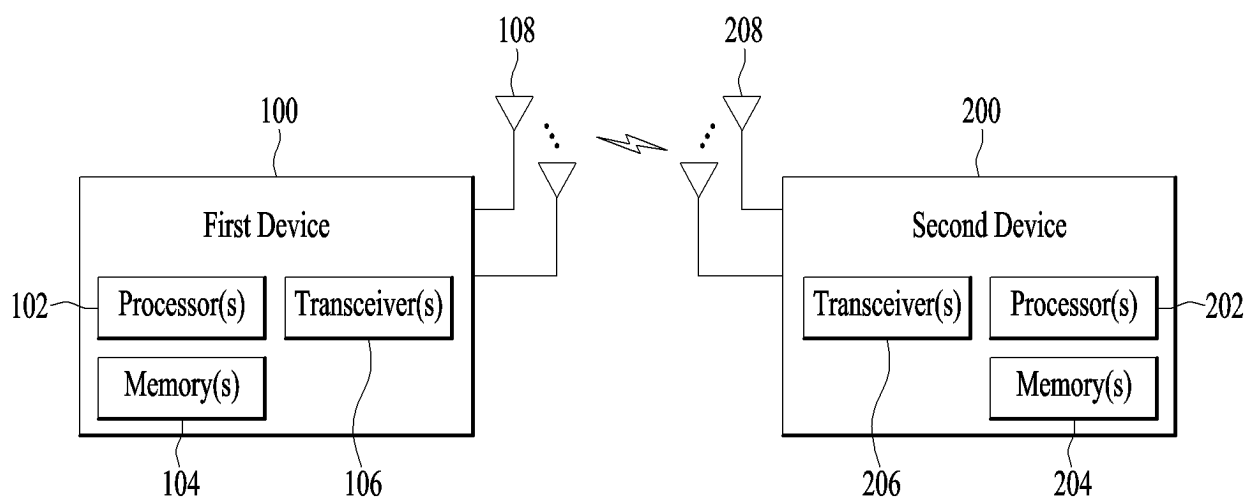 108
208
100
200
First Device
Second Device
102
Processor(s)
Transceiver(s)
Transceiver(s)
Processor(s)
202
Memory(s)
Memory(s)
104
106
206
204